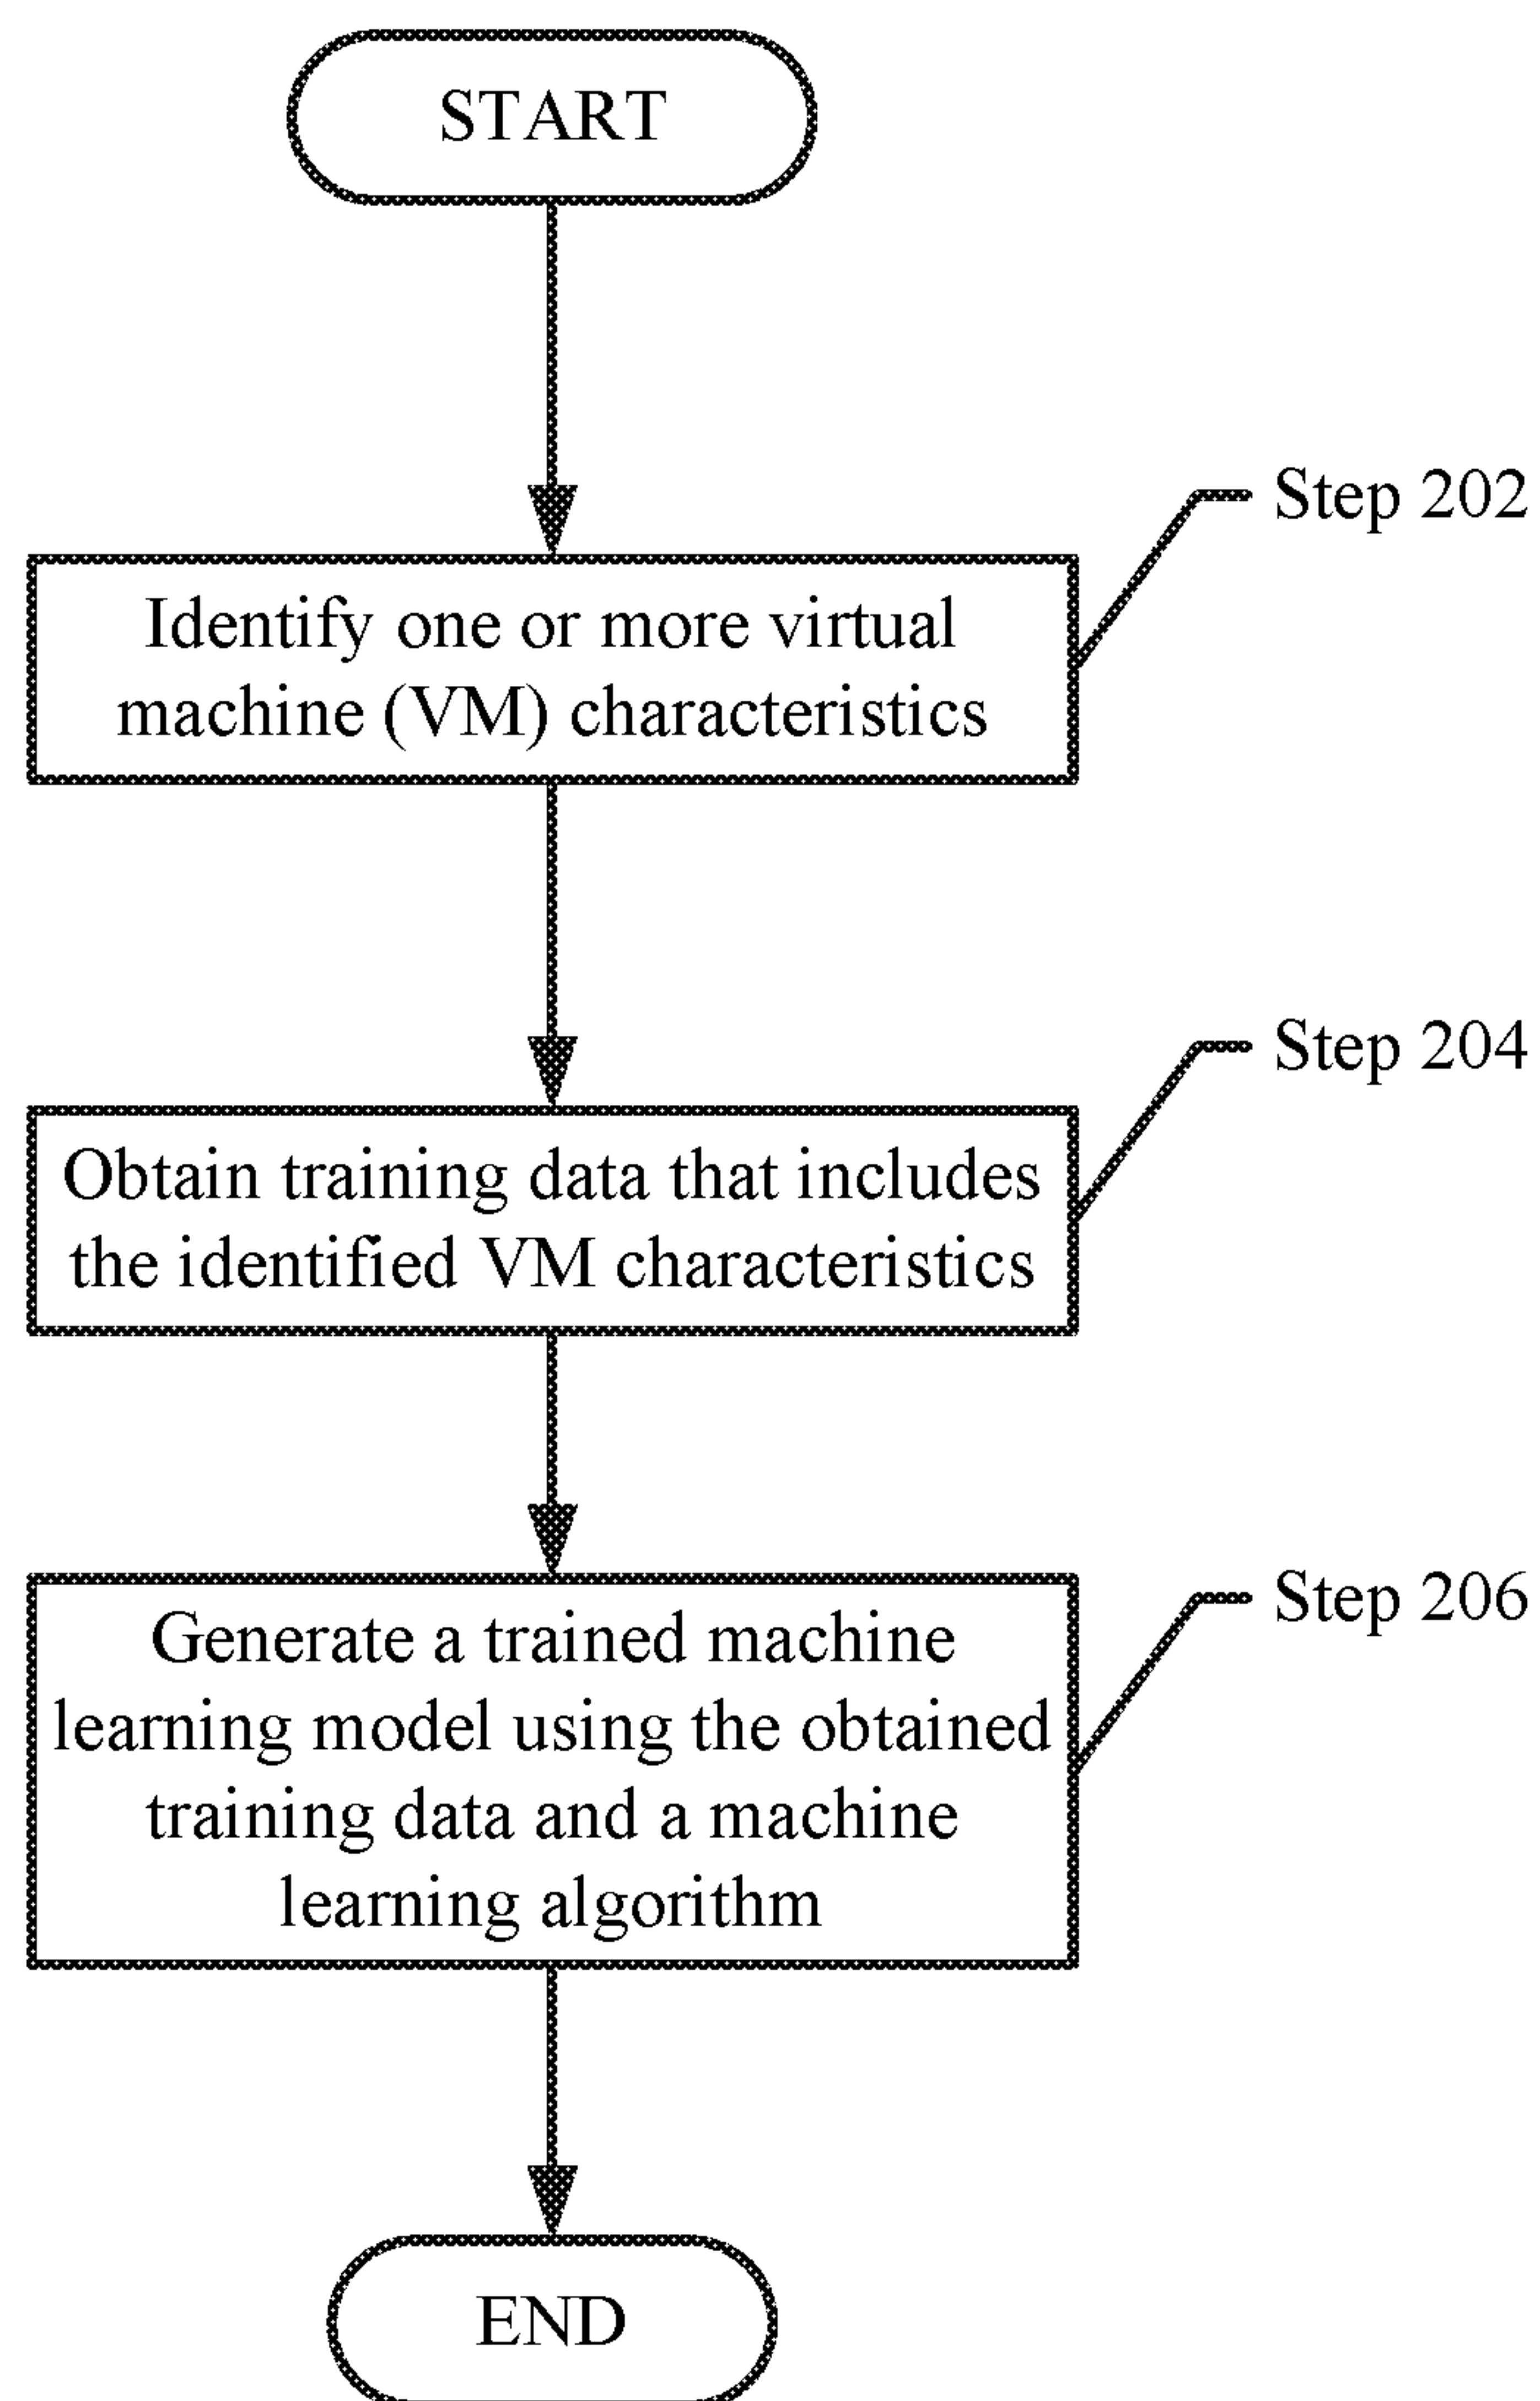 START
Step 202
Identify one or more virtual
machine (VM) characteristics
Step 204
Obtain training data that includes
the identified VM characteristics
Step 206
Generate a trained machine
learning model using the obtained
training data and a machine
learning algorithm
END